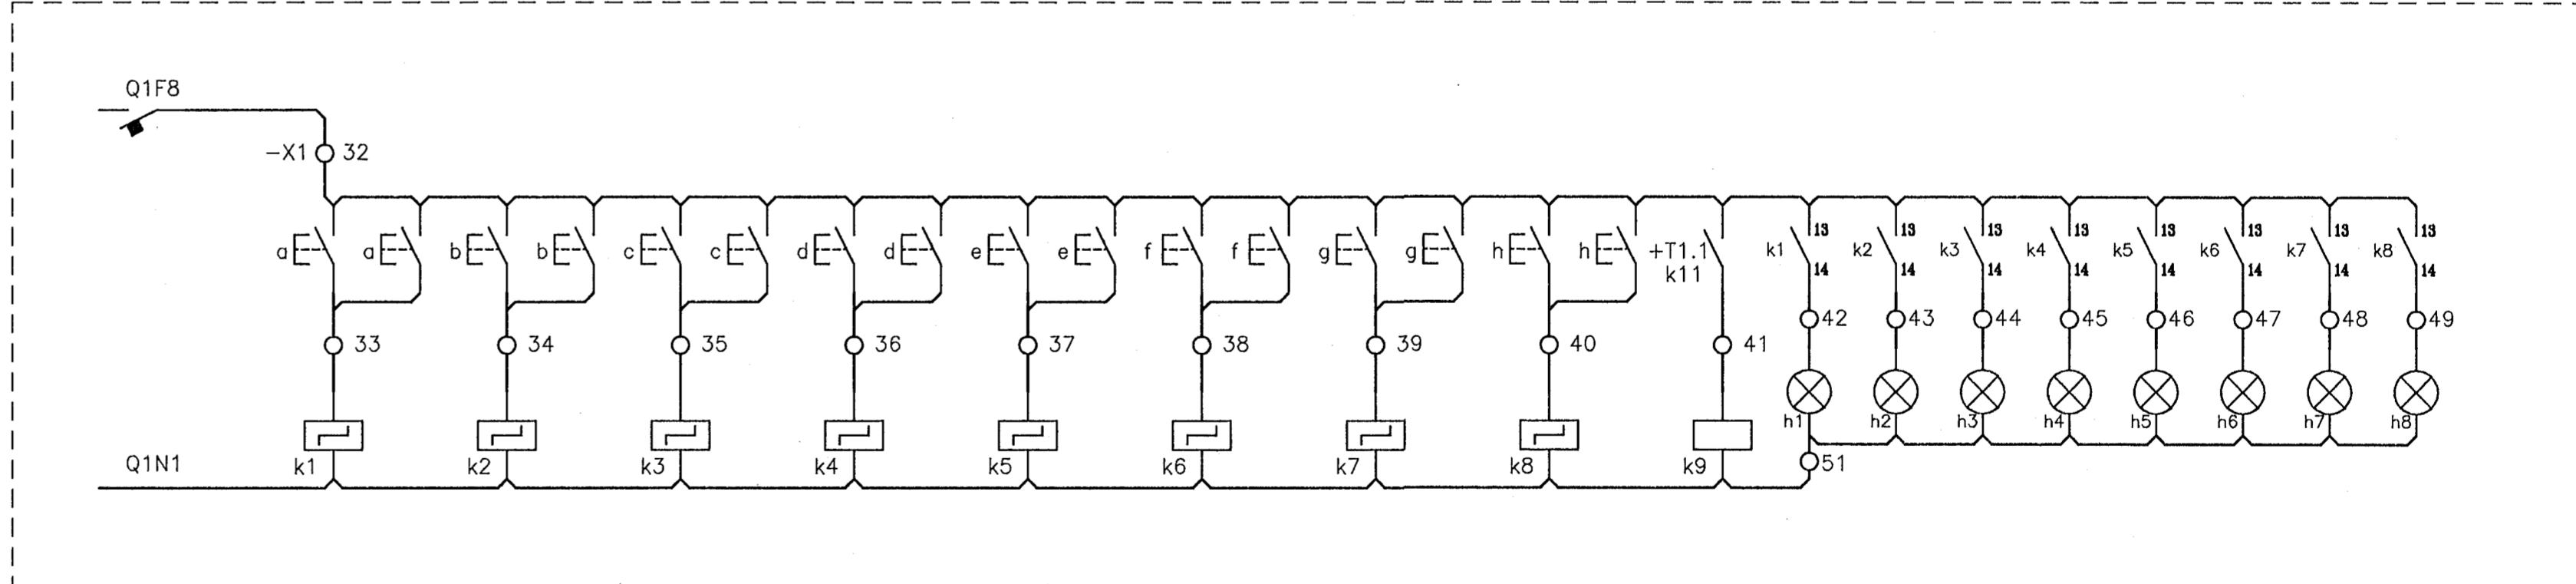 Q1F8
-X1 32
a a b b c c d d e e f f g g h h +T1.1 k1 k2 k3 k4 k5 k6 k7 k8
k11
13 13 13 13 13 13 13 13
14 14 14 14 14 14 14 14
42 43 44 45 46 47 48 49
33 34 35 36 37 38 39 40 41
h1 h2 h3 h4 h5 h6 h7 h8
Q1N1 k1 k2 k3 k4 k5 k6 k7 k8 k9 51